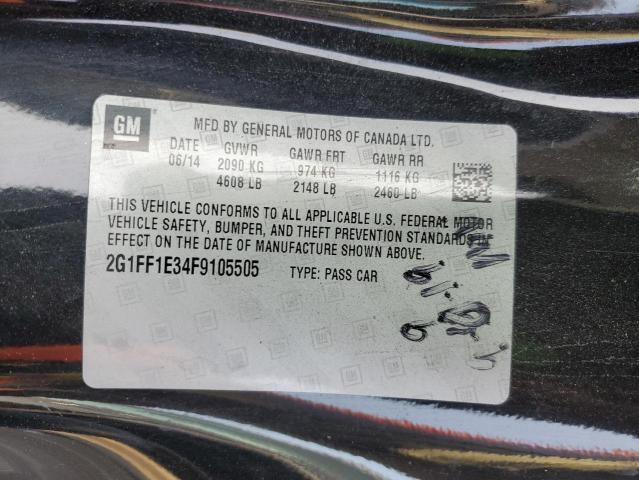 GM
MFD BY GENERAL MOTORS OF CANADA LTD.
DATE GVWR GAWR FRT GAWR RR
06/14 2090 KG 974 KG 1116 KG
4608 LB 2148 LB 2460 LB
THIS VEHICLE CONFORMS TO ALL APPLICABLE U.S. FEDERAL MOTOR
VEHICLE SAFETY, BUMPER, AND THEFT PREVENTION STANDARDS IN
EFFECT ON THE DATE OF MANUFACTURE SHOWN ABOVE.
2G1FF1E34F9105505 TYPE: PASS CAR